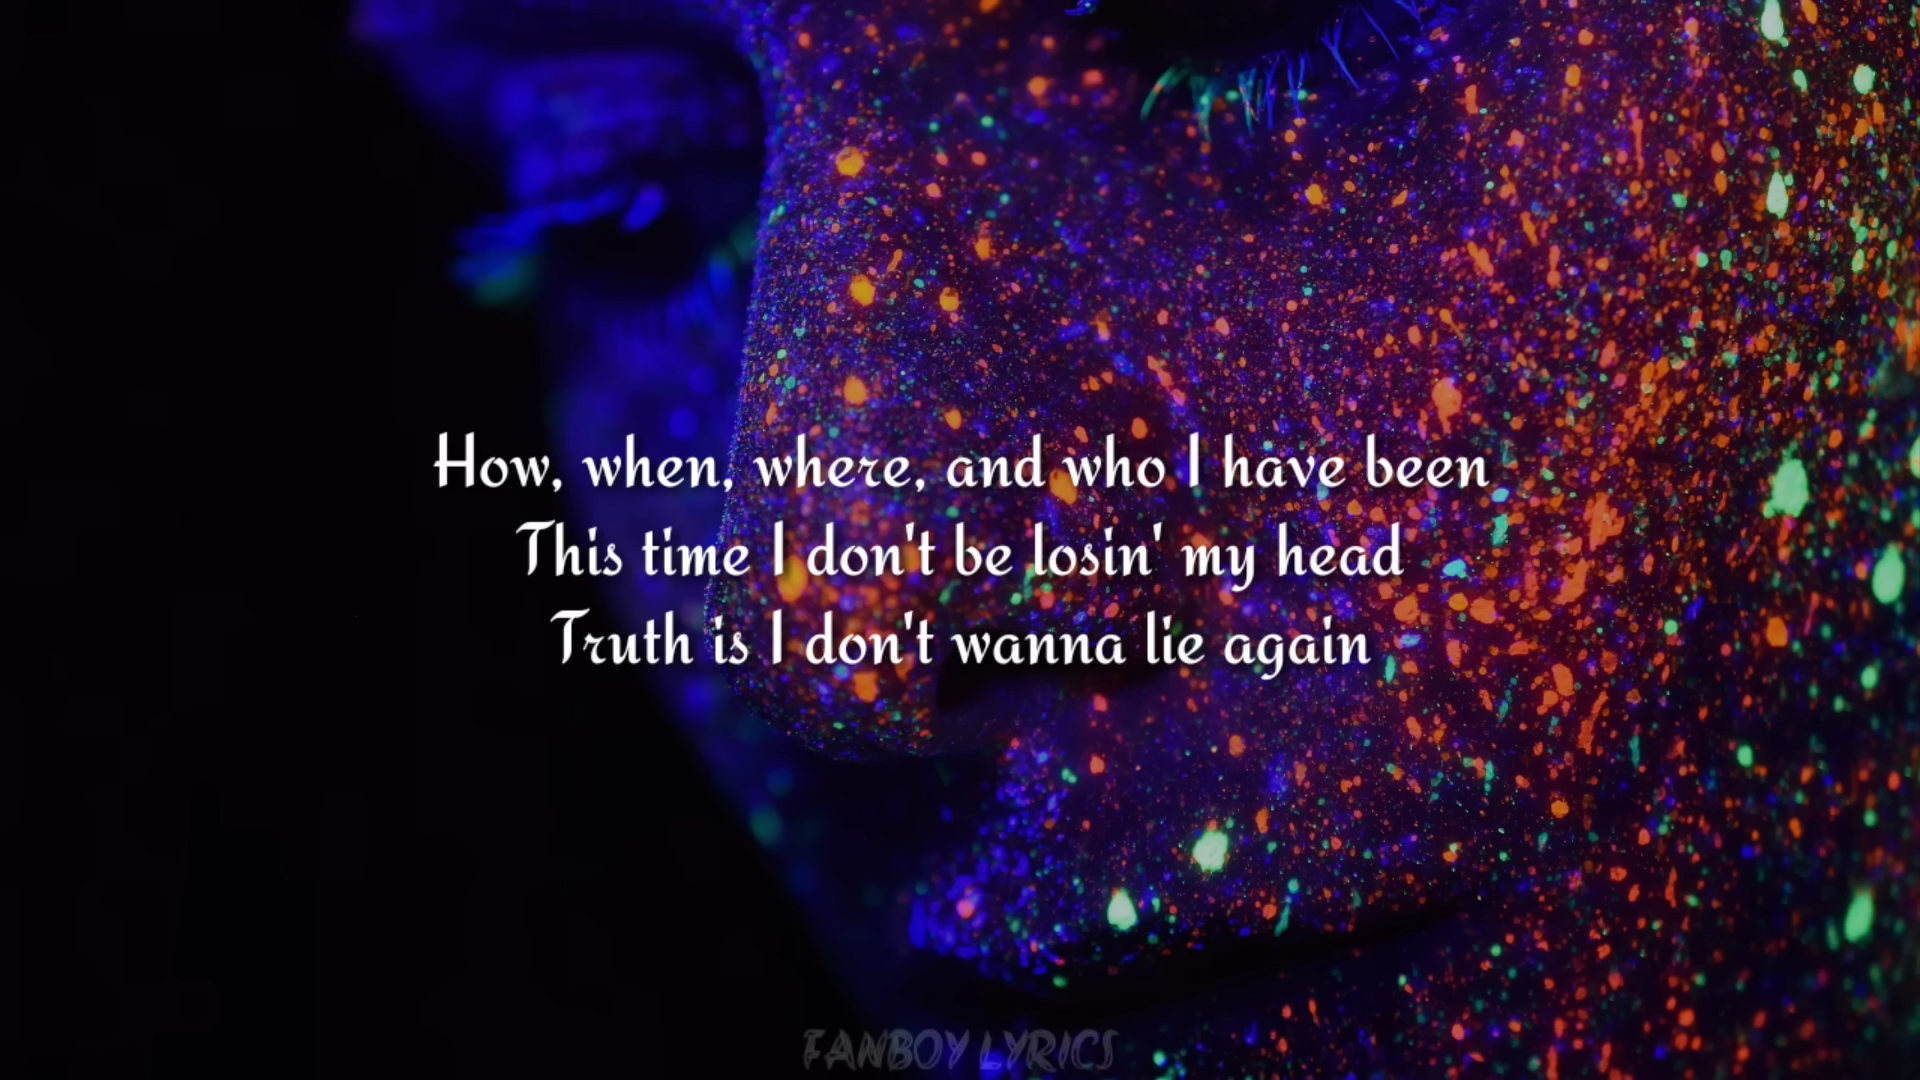 How, when, where, and who I have been
This time I don't be losin' my head
Truth is I don't wanna lie again
FANBOY LYRICS